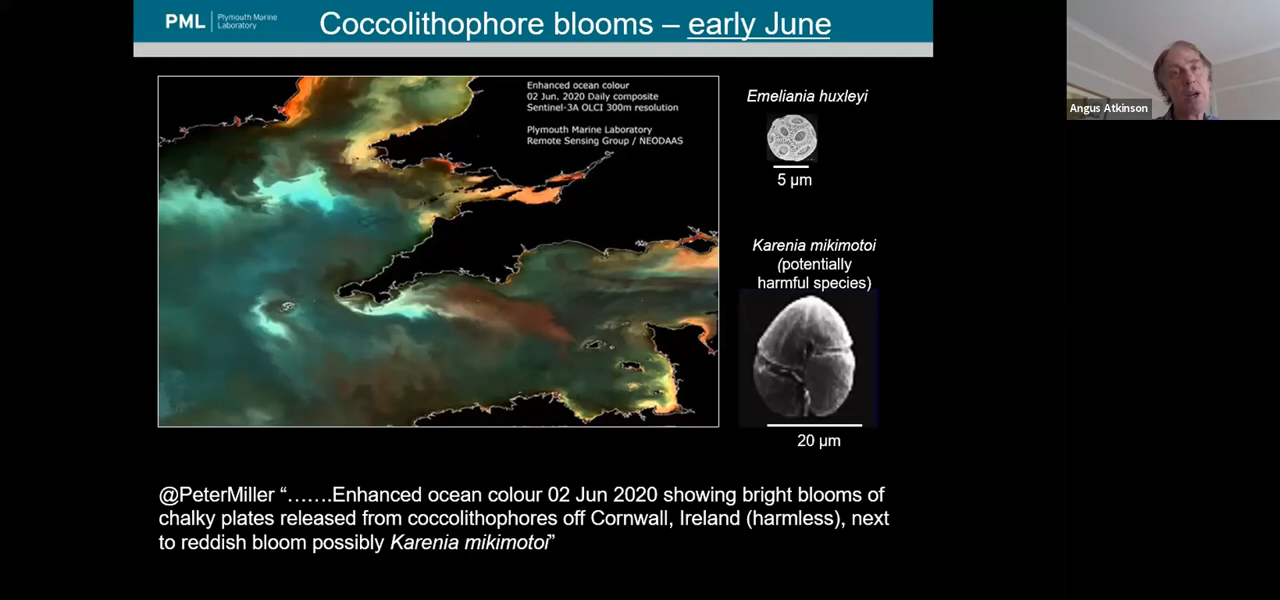 PML
Plymouth Marine
Laboratory
Coccolithophore blooms – early June
Enhanced ocean colour
02 Jun. 2020 Daily composite
Sentinel-3A OLCI 300m resolution
Plymouth Marine Laboratory
Remote Sensing Group / NEODAAS
Emeliania huxleyi
5 µm
Karenia mikimotoi
(potentially
harmful species)
20 µm
Angus Atkinson
@PeterMiller “…….Enhanced ocean colour 02 Jun 2020 showing bright blooms of
chalky plates released from coccolithophores off Cornwall, Ireland (harmless), next
to reddish bloom possibly Karenia mikimotoi”